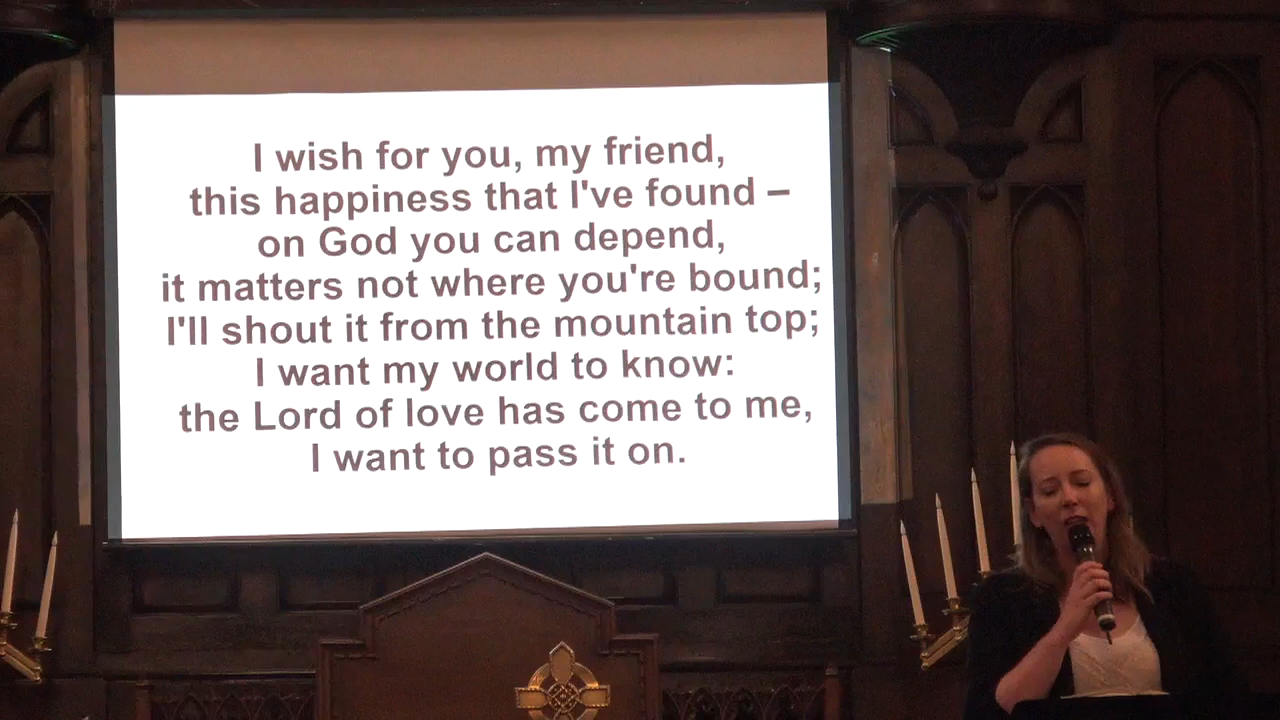 I wish for you, my friend,
this happiness that I've found –
on God you can depend,
it matters not where you're bound;
I'll shout it from the mountain top;
I want my world to know:
the Lord of love has come to me,
I want to pass it on.